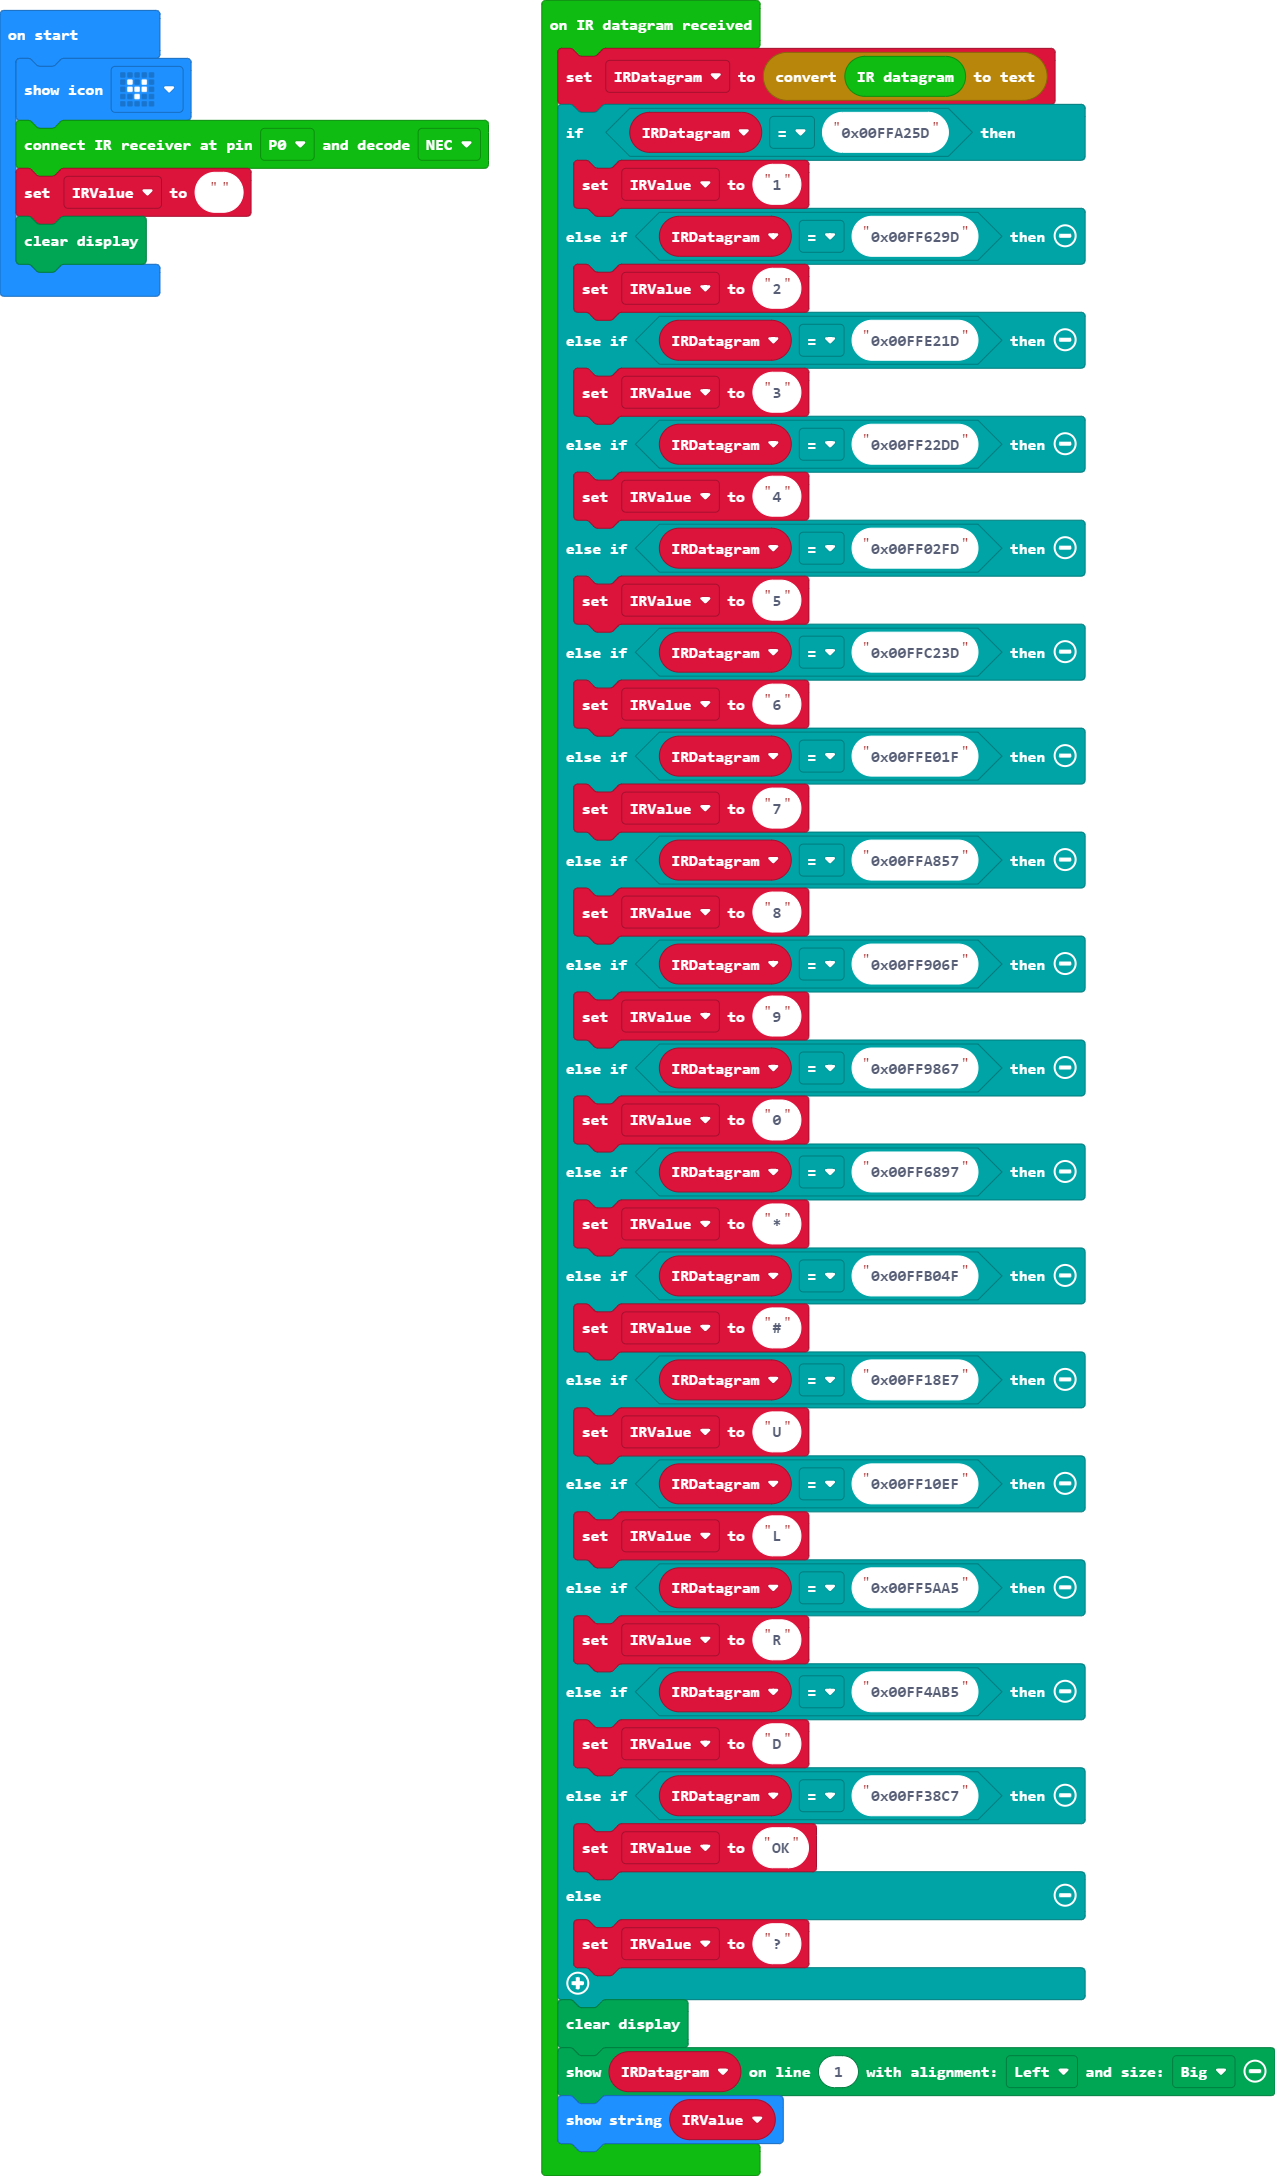 on start
show icon
connect IR receiver at pin P0 and decode NEC
set IRValue to " "
clear display
on IR datagram received
set IRDatagram to convert IR datagram to text
if IRDatagram = "0x00FFA25D" then
set IRValue to "1"
else if IRDatagram = "0x00FF629D" then
set IRValue to "2"
else if IRDatagram = "0x00FFE21D" then
set IRValue to "3"
else if IRDatagram = "0x00FF22DD" then
set IRValue to "4"
else if IRDatagram = "0x00FF02FD" then
set IRValue to "5"
else if IRDatagram = "0x00FFC23D" then
set IRValue to "6"
else if IRDatagram = "0x00FFE01F" then
set IRValue to "7"
else if IRDatagram = "0x00FFA857" then
set IRValue to "8"
else if IRDatagram = "0x00FF906F" then
set IRValue to "9"
else if IRDatagram = "0x00FF9867" then
set IRValue to "0"
else if IRDatagram = "0x00FF6897" then
set IRValue to "*"
else if IRDatagram = "0x00FFB04F" then
set IRValue to "#"
else if IRDatagram = "0x00FF18E7" then
set IRValue to "U"
else if IRDatagram = "0x00FF10EF" then
set IRValue to "L"
else if IRDatagram = "0x00FF5AA5" then
set IRValue to "R"
else if IRDatagram = "0x00FF4AB5" then
set IRValue to "D"
else if IRDatagram = "0x00FF38C7" then
set IRValue to "OK"
else
set IRValue to "?"
clear display
show IRDatagram on line 1 with alignment: Left and size: Big
show string IRValue